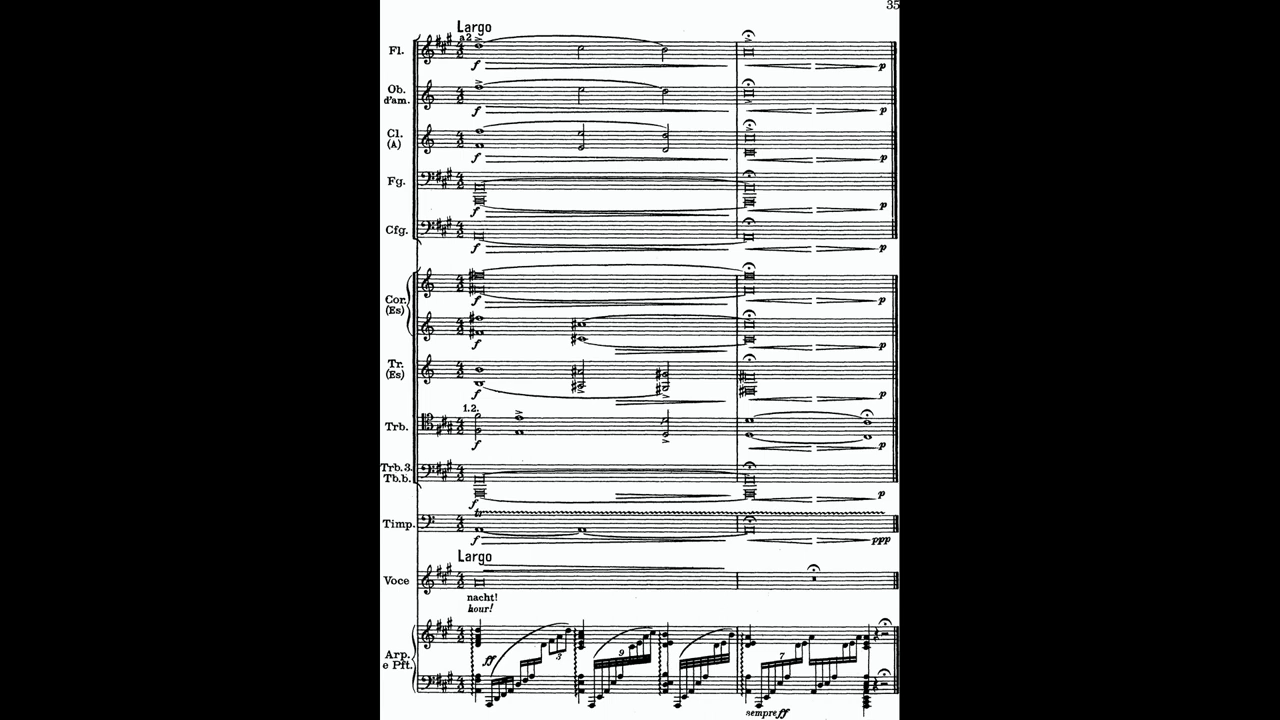 35
Largo
Fl. a2 > f p
Ob. d'am. f p
Cl. (A) f p
Fg. f p
Cfg. f p
Cor. (Es) f p
f p
Tr. (Es) f p
1.2.
Trb. f p
Trb. 3. Tb.b. f p
Timp. tr f ppp
Largo
Voce
nacht!
hour!
Arp. e Pft. ff 3 9 7
sempre ff